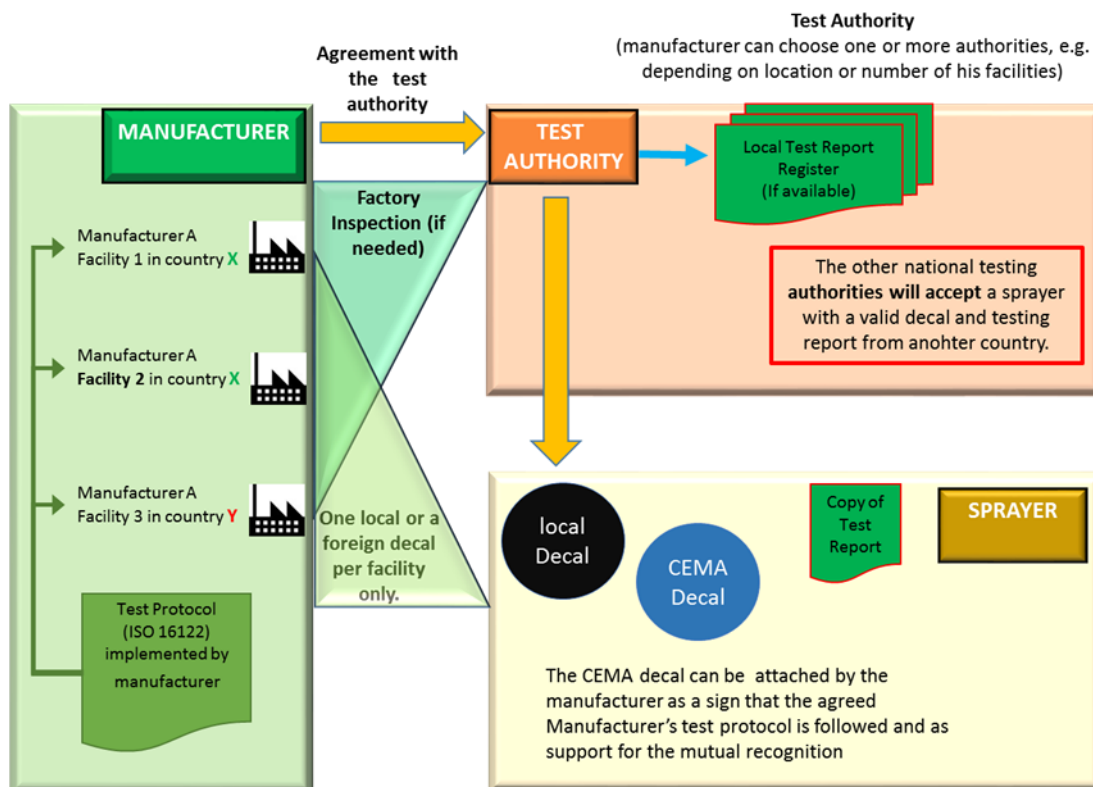 Test Authority
(manufacturer can choose one or more authorities, e.g.
depending on location or number of his facilities)
Agreement with
the test
authority
MANUFACTURER
TEST
AUTHORITY
Local Test Report
Register
(If available)
Factory
Inspection (if
needed)
Manufacturer A
Facility 1 in country X
Manufacturer A
Facility 2 in country X
Manufacturer A
Facility 3 in country Y
The other national testing
authorities will accept a sprayer
with a valid decal and testing
report from anohter country.
One local or a
foreign decal
per facility
only.
Test Protocol
(ISO 16122)
implemented by
manufacturer
local
Decal
CEMA
Decal
Copy of
Test
Report
SPRAYER
The CEMA decal can be attached by the
manufacturer as a sign that the agreed
Manufacturer's test protocol is followed and as
support for the mutual recognition